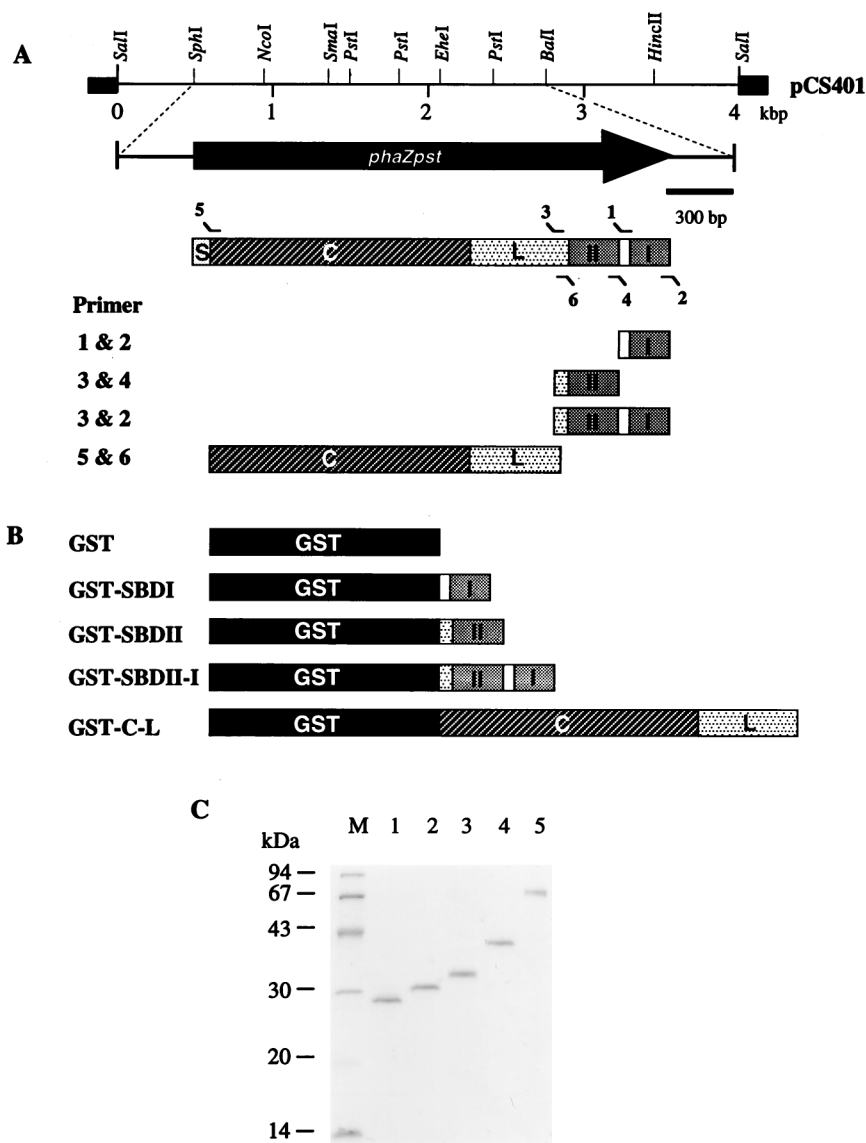 A
SalI SphI NcoI SmaI PstI PstI EheI PstI BalI HincII SalI
pCS401
0 1 2 3 4 kbp
phaZpst
300 bp
5 3 1
S C L II I
6 4 2
Primer
1 & 2 I
3 & 4 II
3 & 2 II I
5 & 6 C L
B
GST GST
GST-SBDI GST I
GST-SBDII GST II
GST-SBDII-I GST II I
GST-C-L GST C L
C
kDa M 1 2 3 4 5
94
67
43
30
20
14